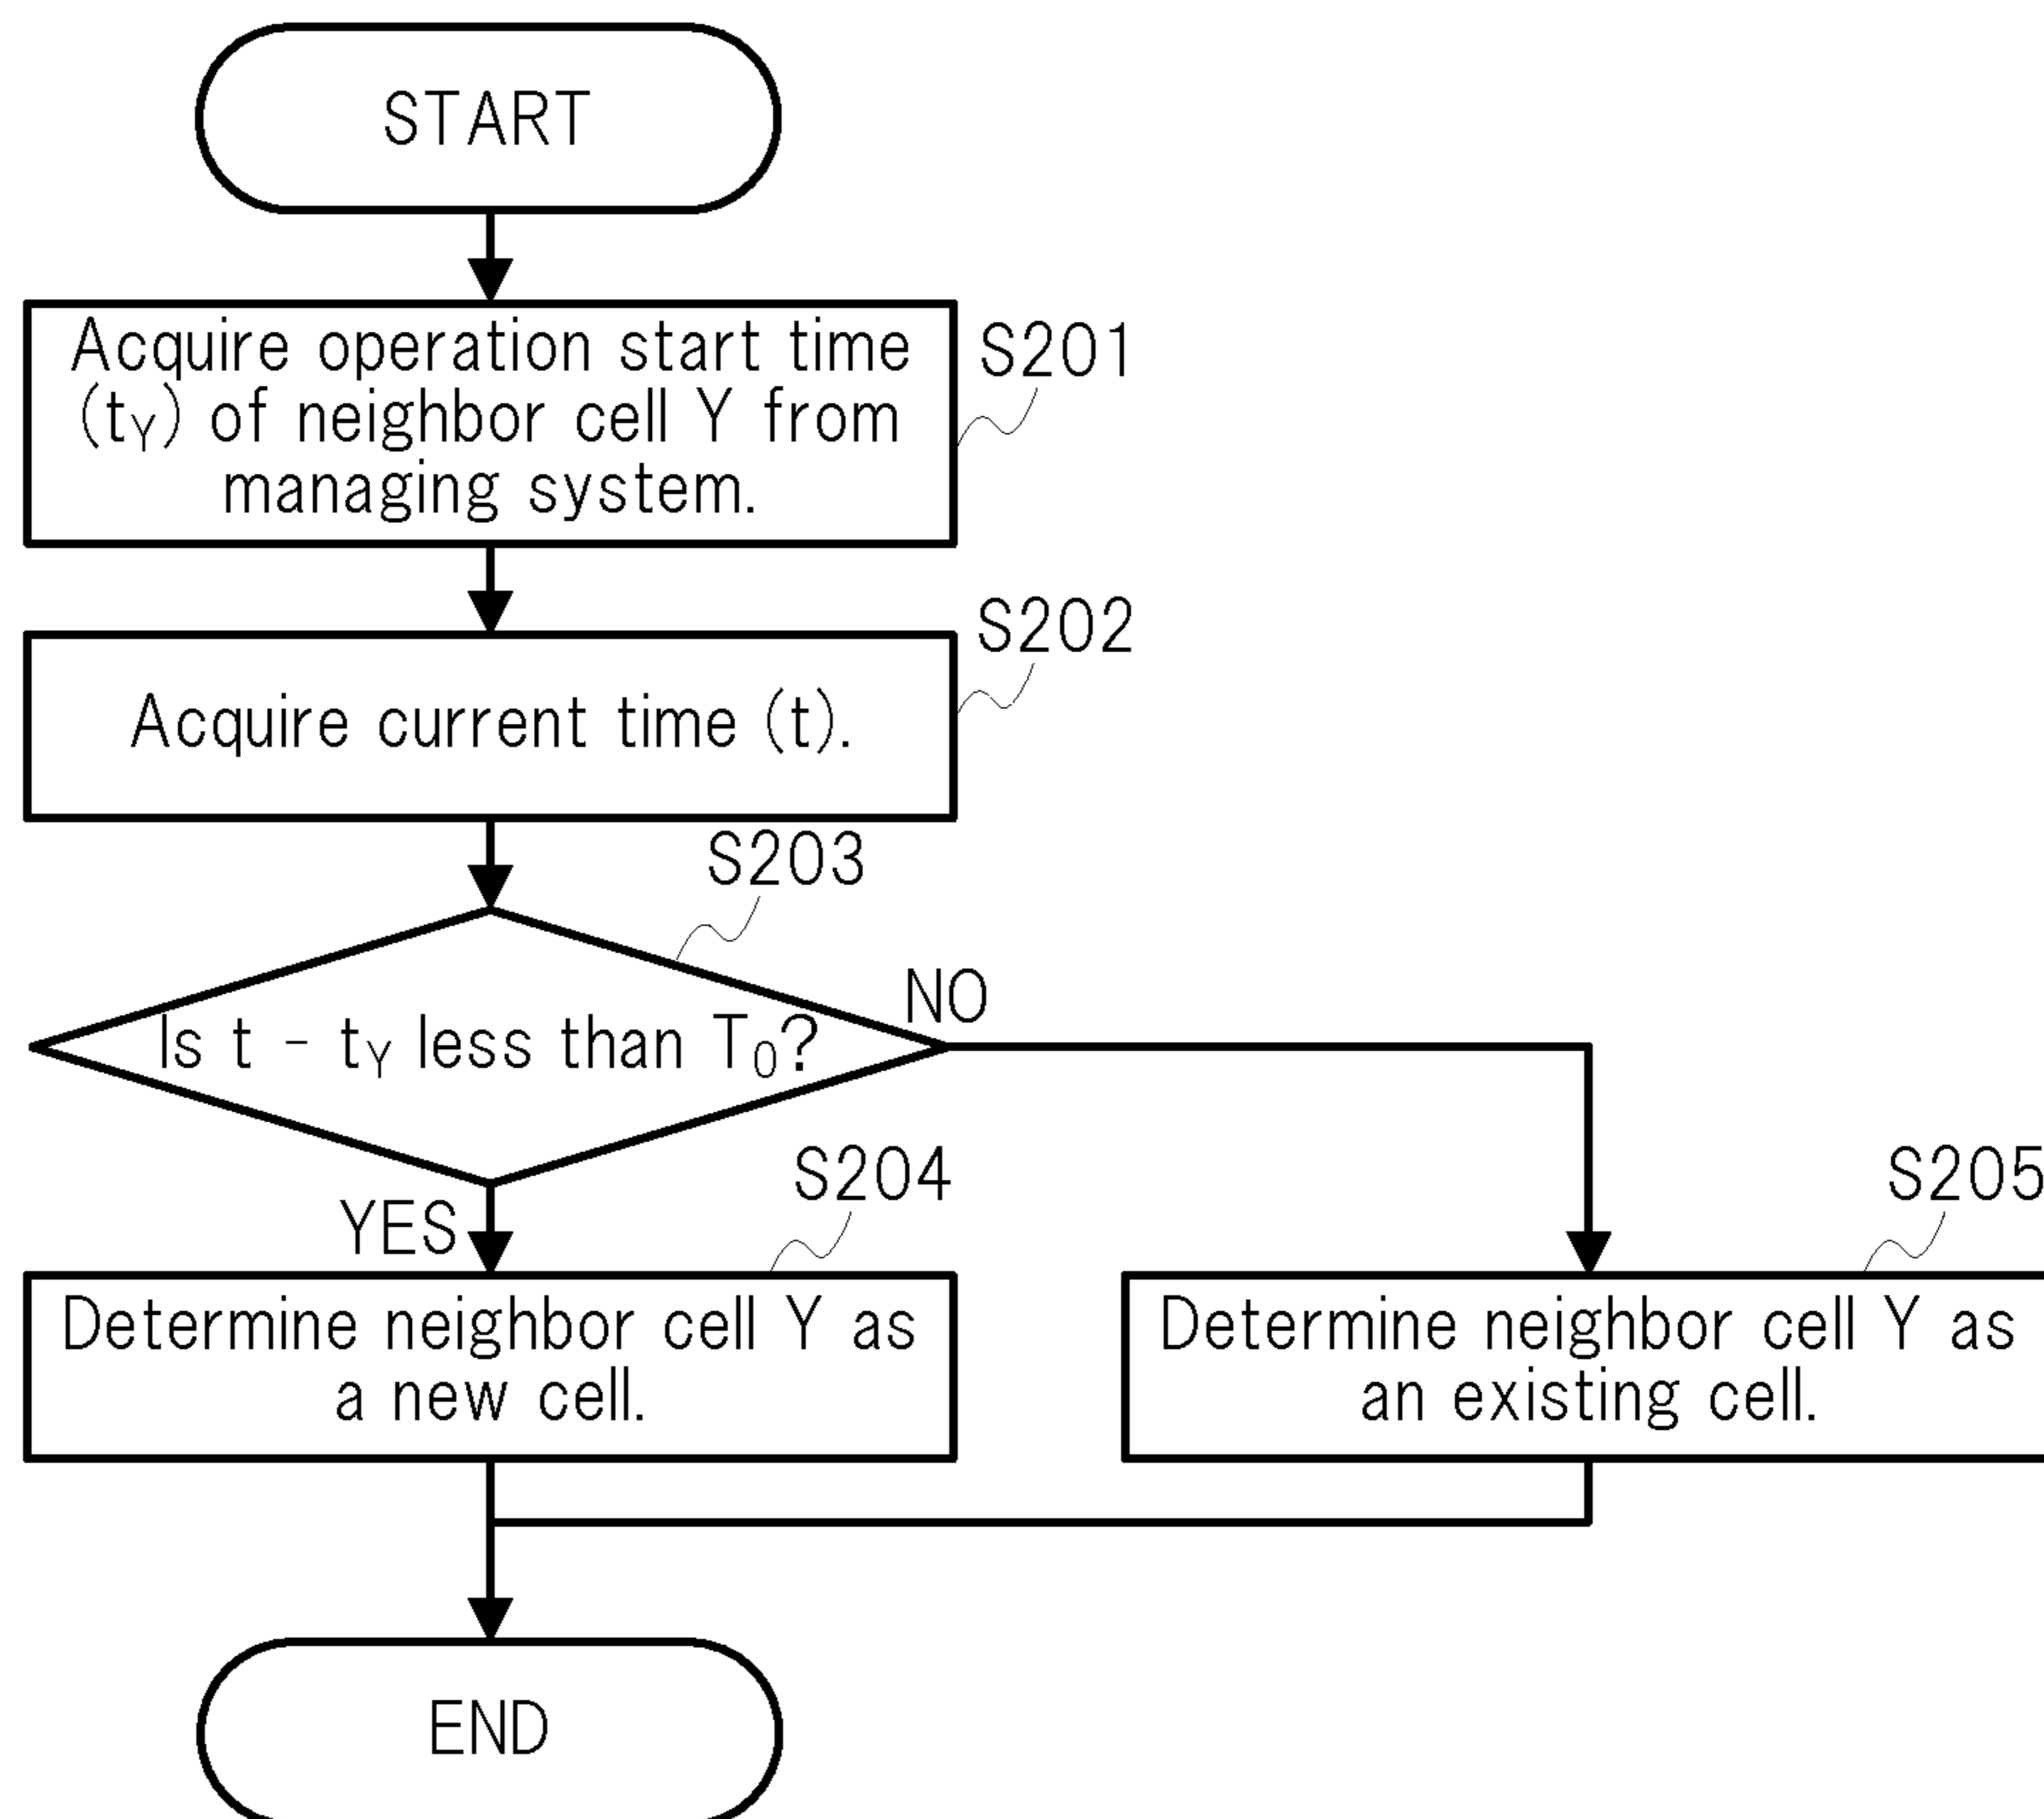 START
Acquire operation start time
(tY) of neighbor cell Y from
managing system.
S201
Acquire current time (t).
S202
S203
Is t - tY less than T0?
NO
YES
S204
Determine neighbor cell Y as
a new cell.
S205
Determine neighbor cell Y as
an existing cell.
END